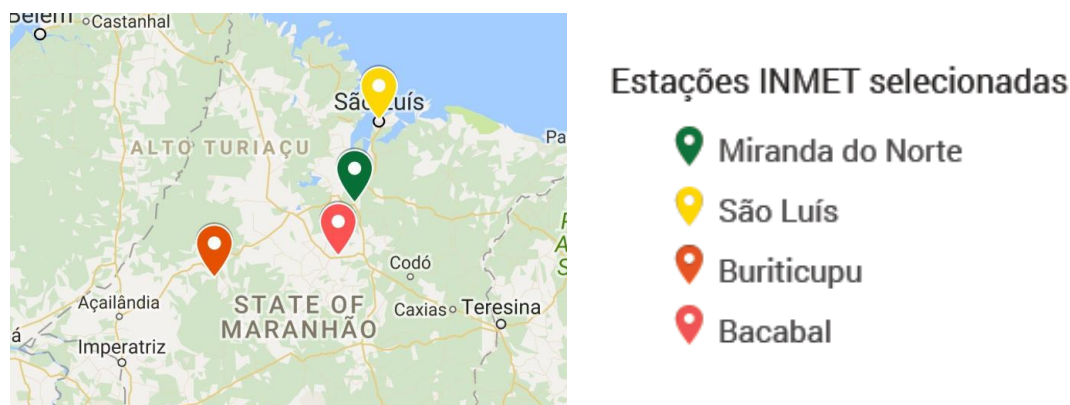 Belém
Castanhal
São Luís
ALTO TURIAÇU
Pa
Codó
Açailândia
STATE OF
MARANHÃO
Caxias
Teresina
á
Imperatriz
Estações INMET selecionadas
Miranda do Norte
São Luís
Buriticupu
Bacabal